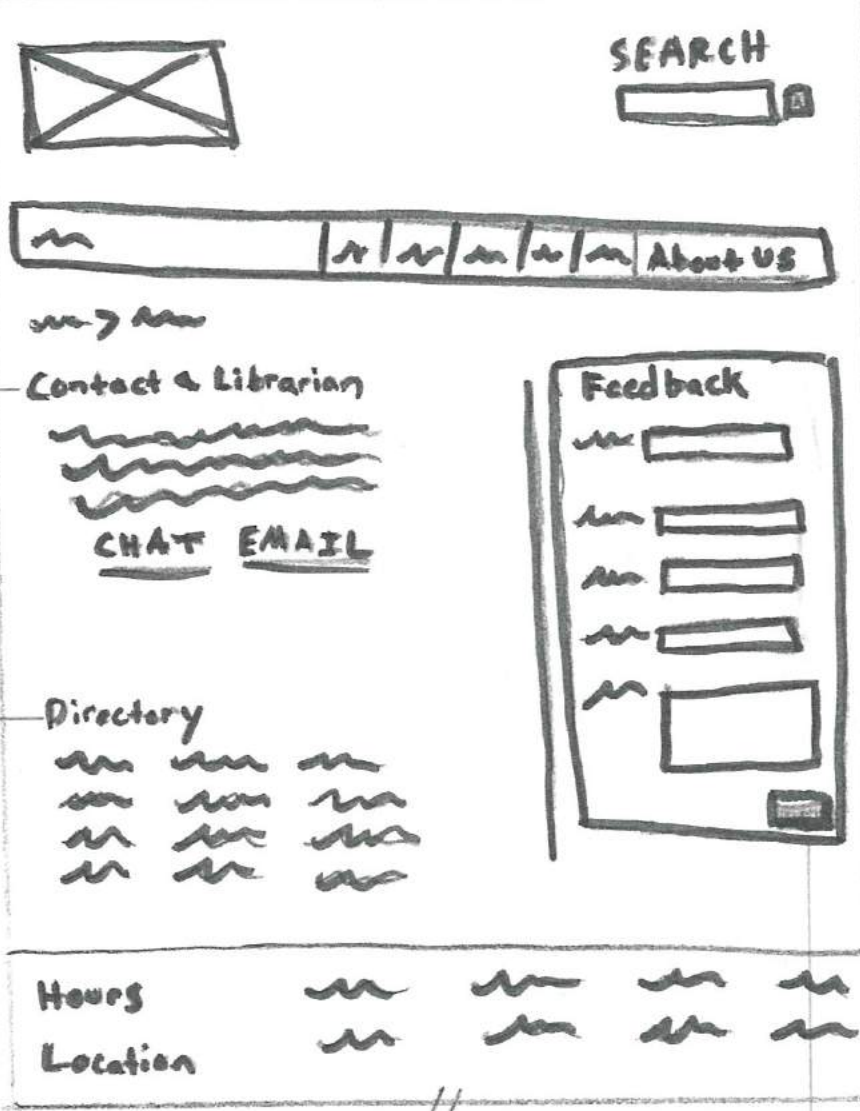 SEARCH
About US
Contact a Librarian
Feedback
CHAT EMAIL
Directory
Hours
Location